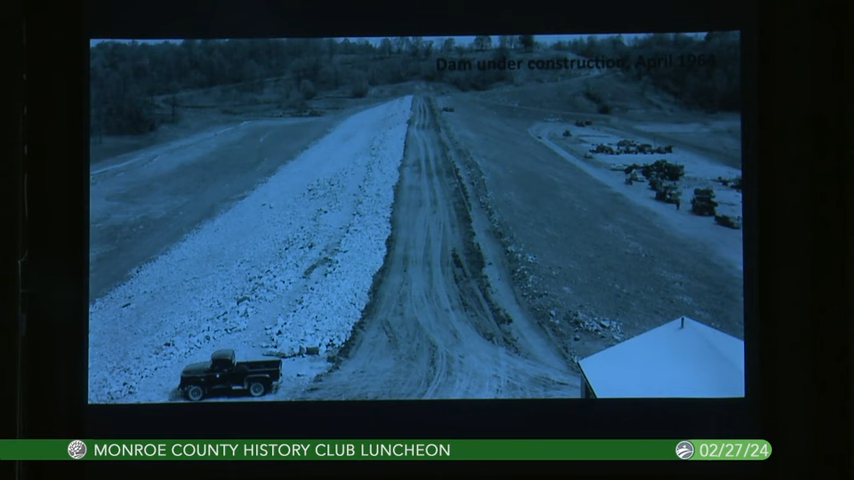 Dam under construction, April 1964
MONROE COUNTY HISTORY CLUB LUNCHEON
02/27/24